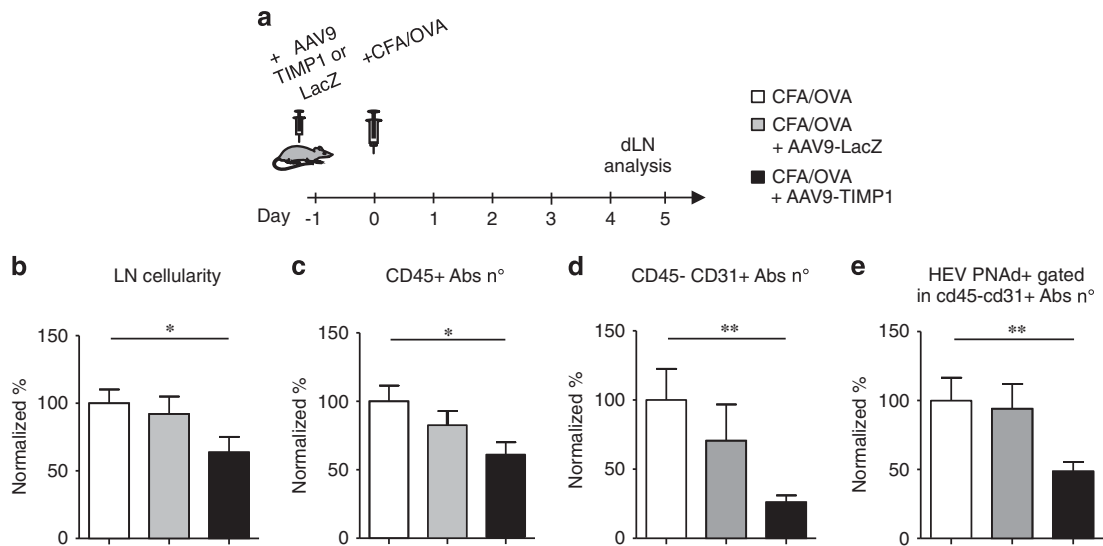 a
+ AAV9
TIMP1 or
LacZ
+CFA/OVA
CFA/OVA
CFA/OVA
+ AAV9-LacZ
CFA/OVA
+ AAV9-TIMP1
dLN
analysis
Day -1 0 1 2 3 4 5
b
LN cellularity
Normalized %
150
100
50
0
*
c
CD45+ Abs n°
Normalized %
150
100
50
0
*
d
CD45- CD31+ Abs n°
Normalized %
150
100
50
0
**
e
HEV PNAd+ gated
in cd45-cd31+ Abs n°
Normalized %
150
100
50
0
**